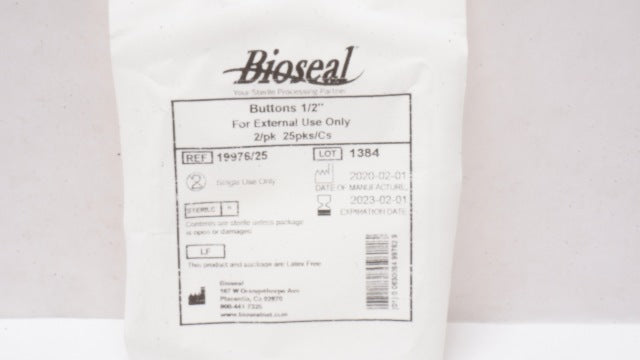 Bioseal
Your Sterile Processing Partner
Buttons 1/2"
For External Use Only
2/pk 25pks/Cs
REF 19976/25
LOT 1384
2
Single Use Only
2020-02-01
DATE OF MANUFACTURE
2023-02-01
EXPIRATION DATE
STERILE
Contents are sterile unless package
is open or damaged
LF
This product and package are Latex Free
Bioseal
167 W Orangethorpe Ave
Placentia, Ca 92870
800-441-7325
www.biosealnet.com